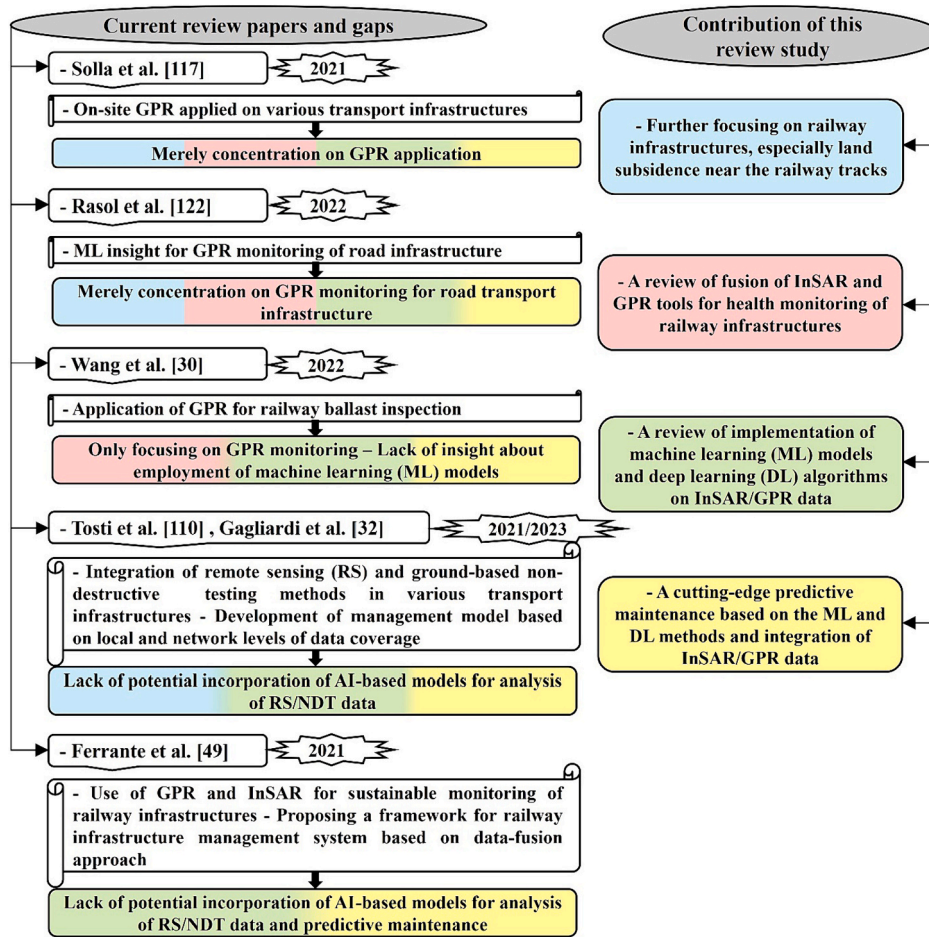 Current review papers and gaps
Contribution of this
review study
- Solla et al. [117]
2021
- On-site GPR applied on various transport infrastructures
Merely concentration on GPR application
- Rasol et al. [122]
2022
- ML insight for GPR monitoring of road infrastructure
Merely concentration on GPR monitoring for road transport
infrastructure
- Wang et al. [30]
2022
- Application of GPR for railway ballast inspection
Only focusing on GPR monitoring – Lack of insight about
employment of machine learning (ML) models
- Tosti et al. [110] , Gagliardi et al. [32]
2021/2023
- Integration of remote sensing (RS) and ground-based non-
destructive testing methods in various transport
infrastructures - Development of management model based
on local and network levels of data coverage
Lack of potential incorporation of AI-based models for analysis
of RS/NDT data
- Ferrante et al. [49]
2021
- Use of GPR and InSAR for sustainable monitoring of
railway infrastructures - Proposing a framework for railway
infrastructure management system based on data-fusion
approach
Lack of potential incorporation of AI-based models for analysis
of RS/NDT data and predictive maintenance
- Further focusing on railway
infrastructures, especially land
subsidence near the railway tracks
- A review of fusion of InSAR and
GPR tools for health monitoring of
railway infrastructures
- A review of implementation of
machine learning (ML) models
and deep learning (DL) algorithms
on InSAR/GPR data
- A cutting-edge predictive
maintenance based on the ML and
DL methods and integration of
InSAR/GPR data